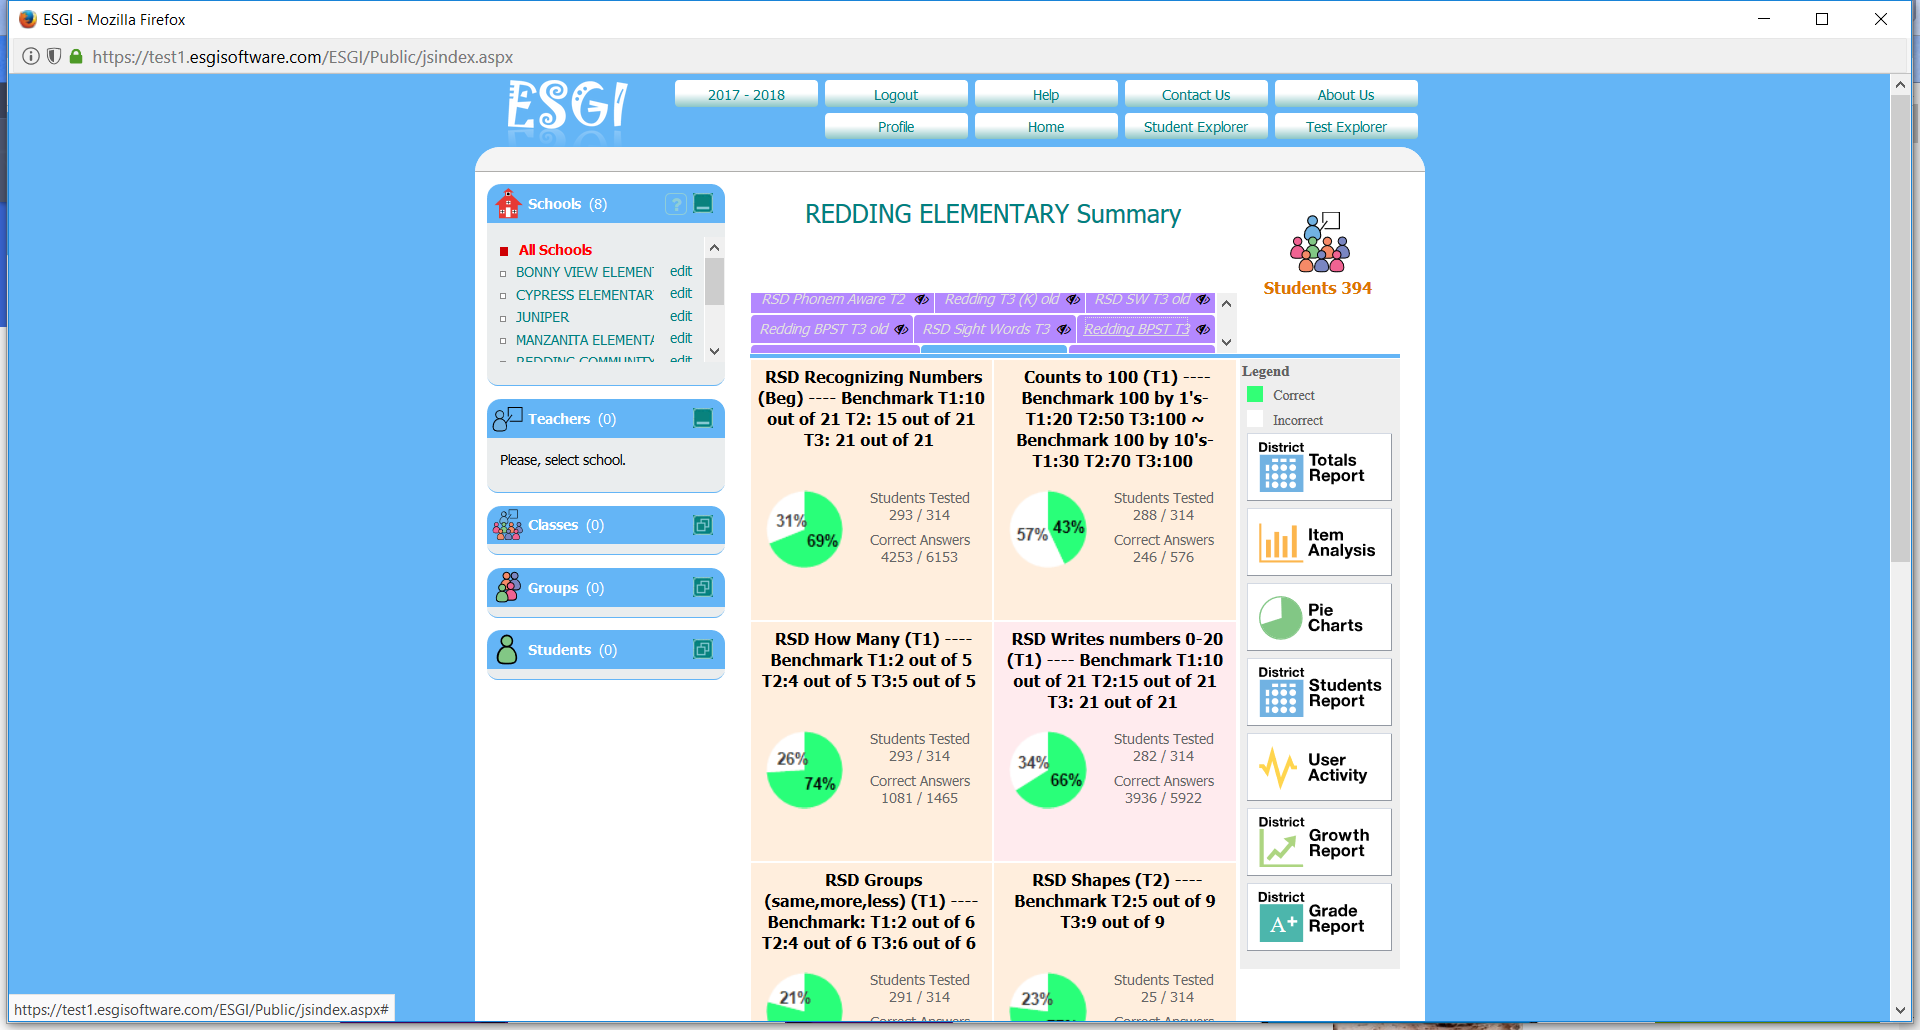 ESGI - Mozilla Firefox
https://test1.esgisoftware.com/ESGI/Public/jsindex.aspx
ESGI
2017 - 2018
Logout
Help
Contact Us
About Us
Profile
Home
Student Explorer
Test Explorer
Schools (8)
?
All Schools
BONNY VIEW ELEMEN edit
CYPRESS ELEMENTAR edit
JUNIPER edit
MANZANITA ELEMENTA edit
REDDING COMMUNITY edit
Teachers (0)
Please, select school.
Classes (0)
Groups (0)
Students (0)
REDDING ELEMENTARY Summary
Students 394
RSD Phonem Aware T2
Redding T3 (K) old
RSD SW T3 old
Redding BPST T3 old
RSD Sight Words T3
Redding BPST T3
RSD Recognizing Numbers
(Beg) ---- Benchmark T1:10
out of 21 T2: 15 out of 21
T3: 21 out of 21
31%
69%
Students Tested
293 / 314
Correct Answers
4253 / 6153
Counts to 100 (T1) ----
Benchmark 100 by 1's-
T1:20 T2:50 T3:100 ~
Benchmark 100 by 10's-
T1:30 T2:70 T3:100
57%
43%
Students Tested
288 / 314
Correct Answers
246 / 576
RSD How Many (T1) ----
Benchmark T1:2 out of 5
T2:4 out of 5 T3:5 out of 5
26%
74%
Students Tested
293 / 314
Correct Answers
1081 / 1465
RSD Writes numbers 0-20
(T1) ---- Benchmark T1:10
out of 21 T2:15 out of 21
T3: 21 out of 21
34%
66%
Students Tested
282 / 314
Correct Answers
3936 / 5922
RSD Groups
(same,more,less) (T1) ----
Benchmark: T1:2 out of 6
T2:4 out of 6 T3:6 out of 6
21%
Students Tested
291 / 314
Correct Answers
RSD Shapes (T2) ----
Benchmark T2:5 out of 9
T3:9 out of 9
23%
Students Tested
25 / 314
Correct Answers
Legend
Correct
Incorrect
District
Totals
Report
Item
Analysis
Pie
Charts
District
Students
Report
User
Activity
District
Growth
Report
District
A+
Grade
Report
https://test1.esgisoftware.com/ESGI/Public/jsindex.aspx#